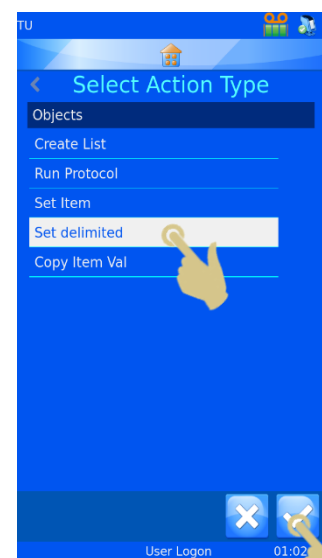 TU
Select Action Type
Objects
Create List
Run Protocol
Set Item
Set delimited
Copy Item Val
User Logon 01:02